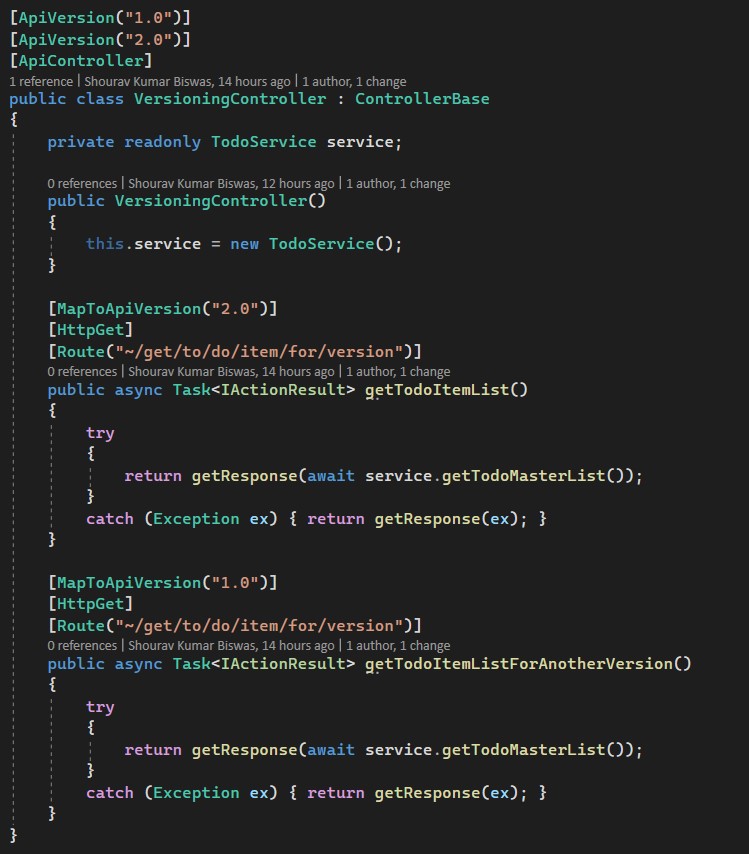 [ApiVersion("1.0")]
[ApiVersion("2.0")]
[ApiController]
1 reference | Shourav Kumar Biswas, 14 hours ago | 1 author, 1 change
public class VersioningController : ControllerBase
{
private readonly TodoService service;
0 references | Shourav Kumar Biswas, 12 hours ago | 1 author, 1 change
public VersioningController()
{
this.service = new TodoService();
}
[MapToApiVersion("2.0")]
[HttpGet]
[Route("~/get/to/do/item/for/version")]
0 references | Shourav Kumar Biswas, 14 hours ago | 1 author, 1 change
public async Task<IActionResult> getTodoItemList()
{
try
{
return getResponse(await service.getTodoMasterList());
}
catch (Exception ex) { return getResponse(ex); }
}
[MapToApiVersion("1.0")]
[HttpGet]
[Route("~/get/to/do/item/for/version")]
0 references | Shourav Kumar Biswas, 14 hours ago | 1 author, 1 change
public async Task<IActionResult> getTodoItemListForAnotherVersion()
{
try
{
return getResponse(await service.getTodoMasterList());
}
catch (Exception ex) { return getResponse(ex); }
}
}